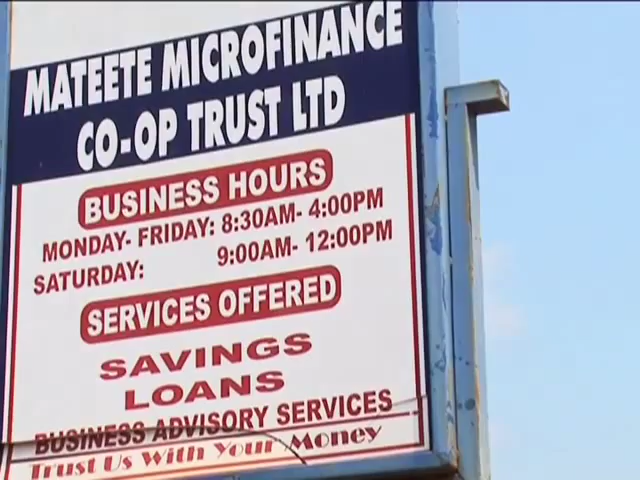 MATEETE MICROFINANCE
CO-OP TRUST LTD
BUSINESS HOURS
MONDAY- FRIDAY: 8:30AM- 4:00PM
SATURDAY: 9:00AM- 12:00PM
SERVICES OFFERED
SAVINGS
LOANS
BUSINESS ADVISORY SERVICES
Trust Us With Your Money